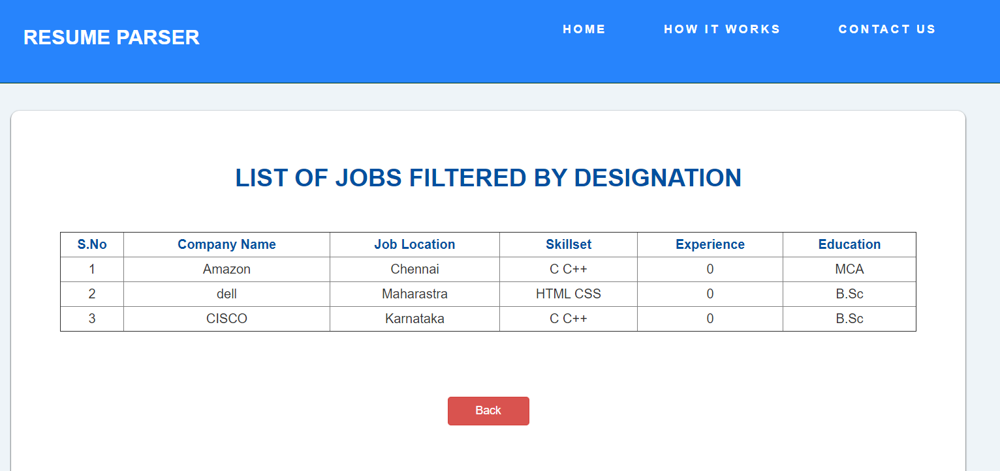 RESUME PARSER
HOME HOW IT WORKS CONTACT US
LIST OF JOBS FILTERED BY DESIGNATION
S.No Company Name Job Location Skillset Experience Education
1 Amazon Chennai C C++ 0 MCA
2 dell Maharastra HTML CSS 0 B.Sc
3 CISCO Karnataka C C++ 0 B.Sc
Back